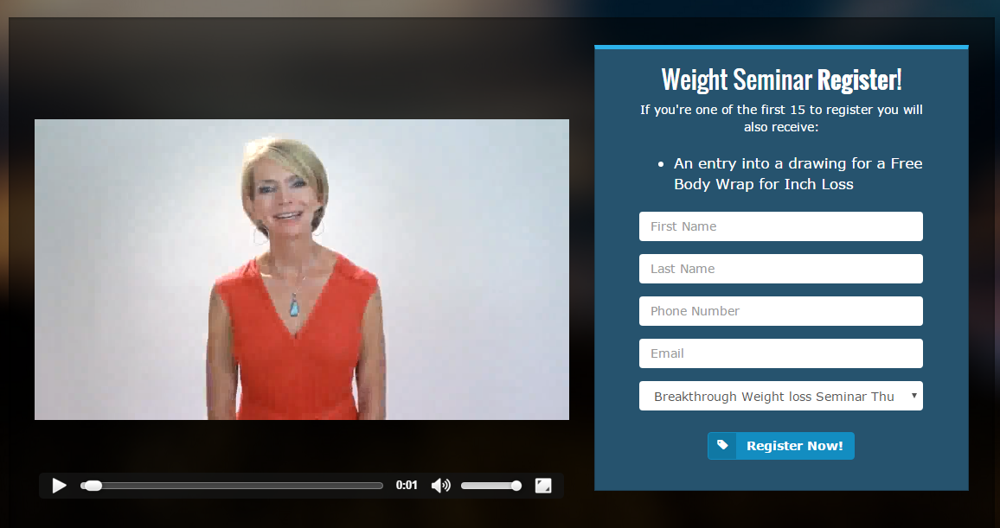 Weight Seminar Register!
If you're one of the first 15 to register you will
also receive:
• An entry into a drawing for a Free
Body Wrap for Inch Loss
First Name
Last Name
Phone Number
Email
Breakthrough Weight loss Seminar Thu
Register Now!
0:01